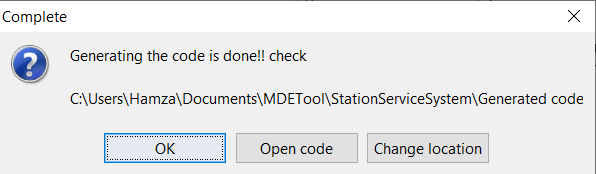 Complete
Generating the code is done!! check
C:\Users\Hamza\Documents\MDETool\StationServiceSystem\Generated code
OK Open code Change location